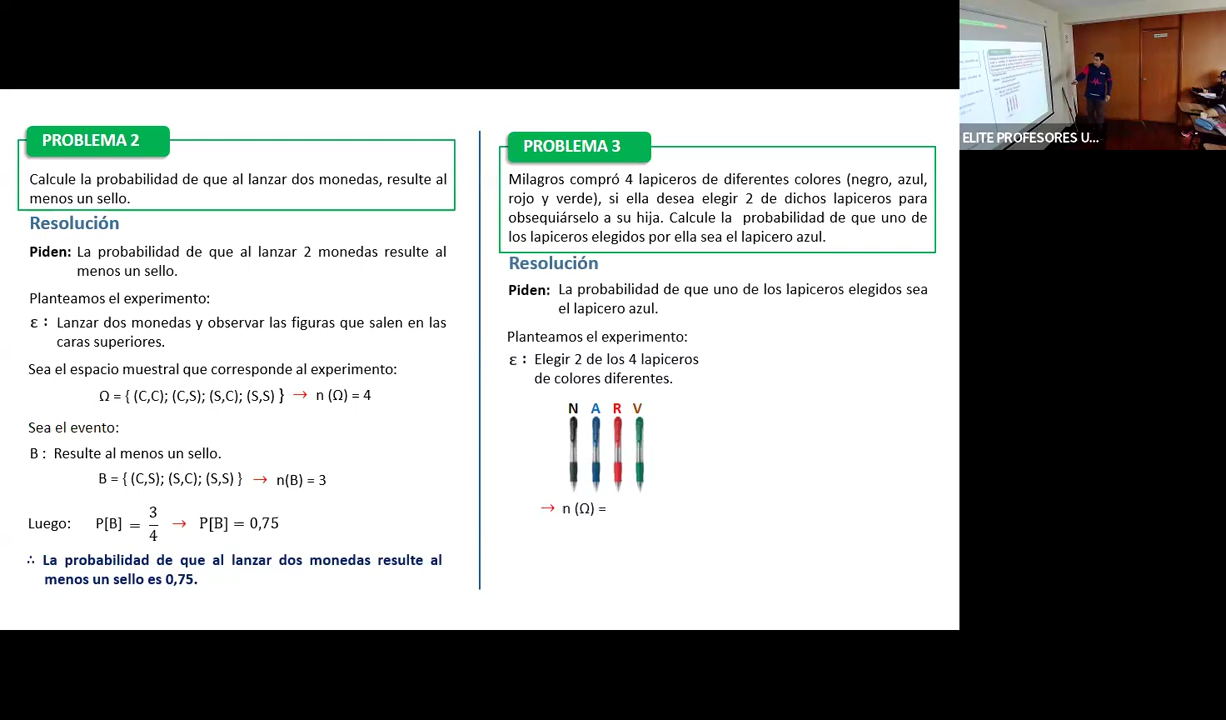 PROBLEMA 2
Calcule la probabilidad de que al lanzar dos monedas, resulte al
menos un sello.
Resolución
Piden: La probabilidad de que al lanzar 2 monedas resulte al
menos un sello.
Planteamos el experimento:
ε : Lanzar dos monedas y observar las figuras que salen en las
caras superiores.
Sea el espacio muestral que corresponde al experimento:
Ω = { (C,C); (C,S); (S,C); (S,S) } → n (Ω) = 4
Sea el evento:
B : Resulte al menos un sello.
B = { (C,S); (S,C); (S,S) } → n(B) = 3
Luego: P[B] = 3/4 → P[B] = 0,75
∴ La probabilidad de que al lanzar dos monedas resulte al
menos un sello es 0,75.
PROBLEMA 3
Milagros compró 4 lapiceros de diferentes colores (negro, azul,
rojo y verde), si ella desea elegir 2 de dichos lapiceros para
obsequiárselo a su hija. Calcule la probabilidad de que uno de
los lapiceros elegidos por ella sea el lapicero azul.
Resolución
Piden: La probabilidad de que uno de los lapiceros elegidos sea
el lapicero azul.
Planteamos el experimento:
ε : Elegir 2 de los 4 lapiceros
de colores diferentes.
N A R V
→ n (Ω) =
ELITE PROFESORES U...